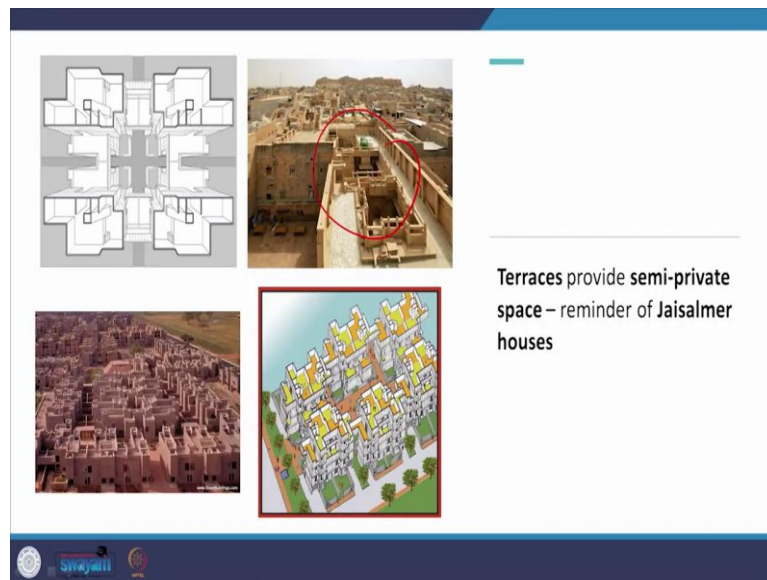 Terraces provide semi-private
space – reminder of Jaisalmer
houses
swayam